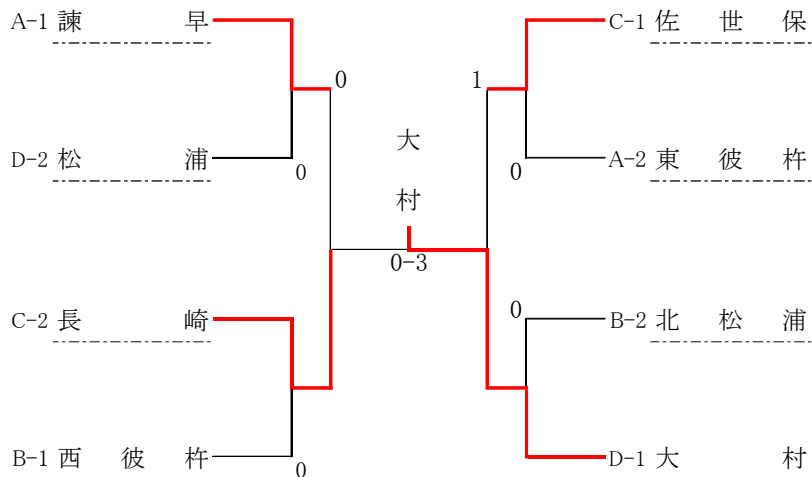 A-1 諫早
C-1 佐世保
0
1
大村
D-2 松浦
0
0
A-2 東彼杵
0-3
C-2 長崎
0
B-2 北松浦
B-1 西彼杵
0
D-1 大村